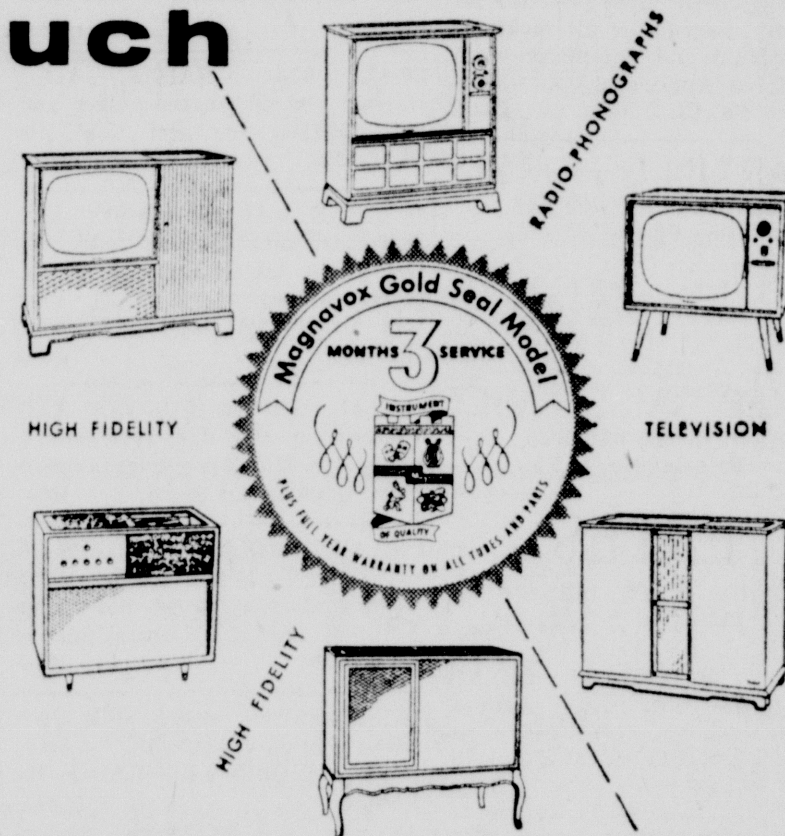 uch
RADIO-PHONOGRAPHS
Magnavox Gold Seal Model
MONTHS 3 SERVICE
INSTRUMENT
OF QUALITY
PLUS FULL YEAR WARRANTY ON ALL TUBES AND PARTS
HIGH FIDELITY
TELEVISION
HIGH FIDELITY